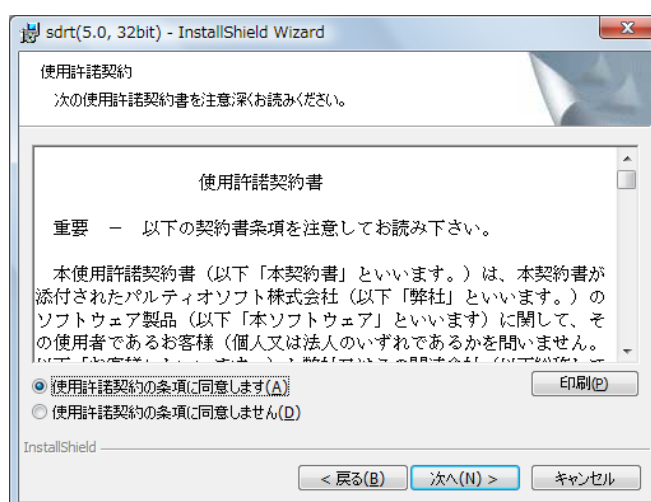 sdrt(5.0, 32bit) - InstallShield Wizard
使用許諾契約
次の使用許諾契約書を注意深くお読みください。
使用許諾契約書
重要 － 以下の契約書条項を注意してお読み下さい。
本使用許諾契約書（以下「本契約書」といいます。）は、本契約書が
添付されたパルティオソフト株式会社（以下「弊社」といいます。）の
ソフトウェア製品（以下「本ソフトウェア」といいます）に関して、そ
の使用者であるお客様（個人又は法人のいずれであるかを問いません。
使用許諾契約の条項に同意します(A)
印刷(P)
使用許諾契約の条項に同意しません(D)
InstallShield
< 戻る(B)
次へ(N) >
キャンセル